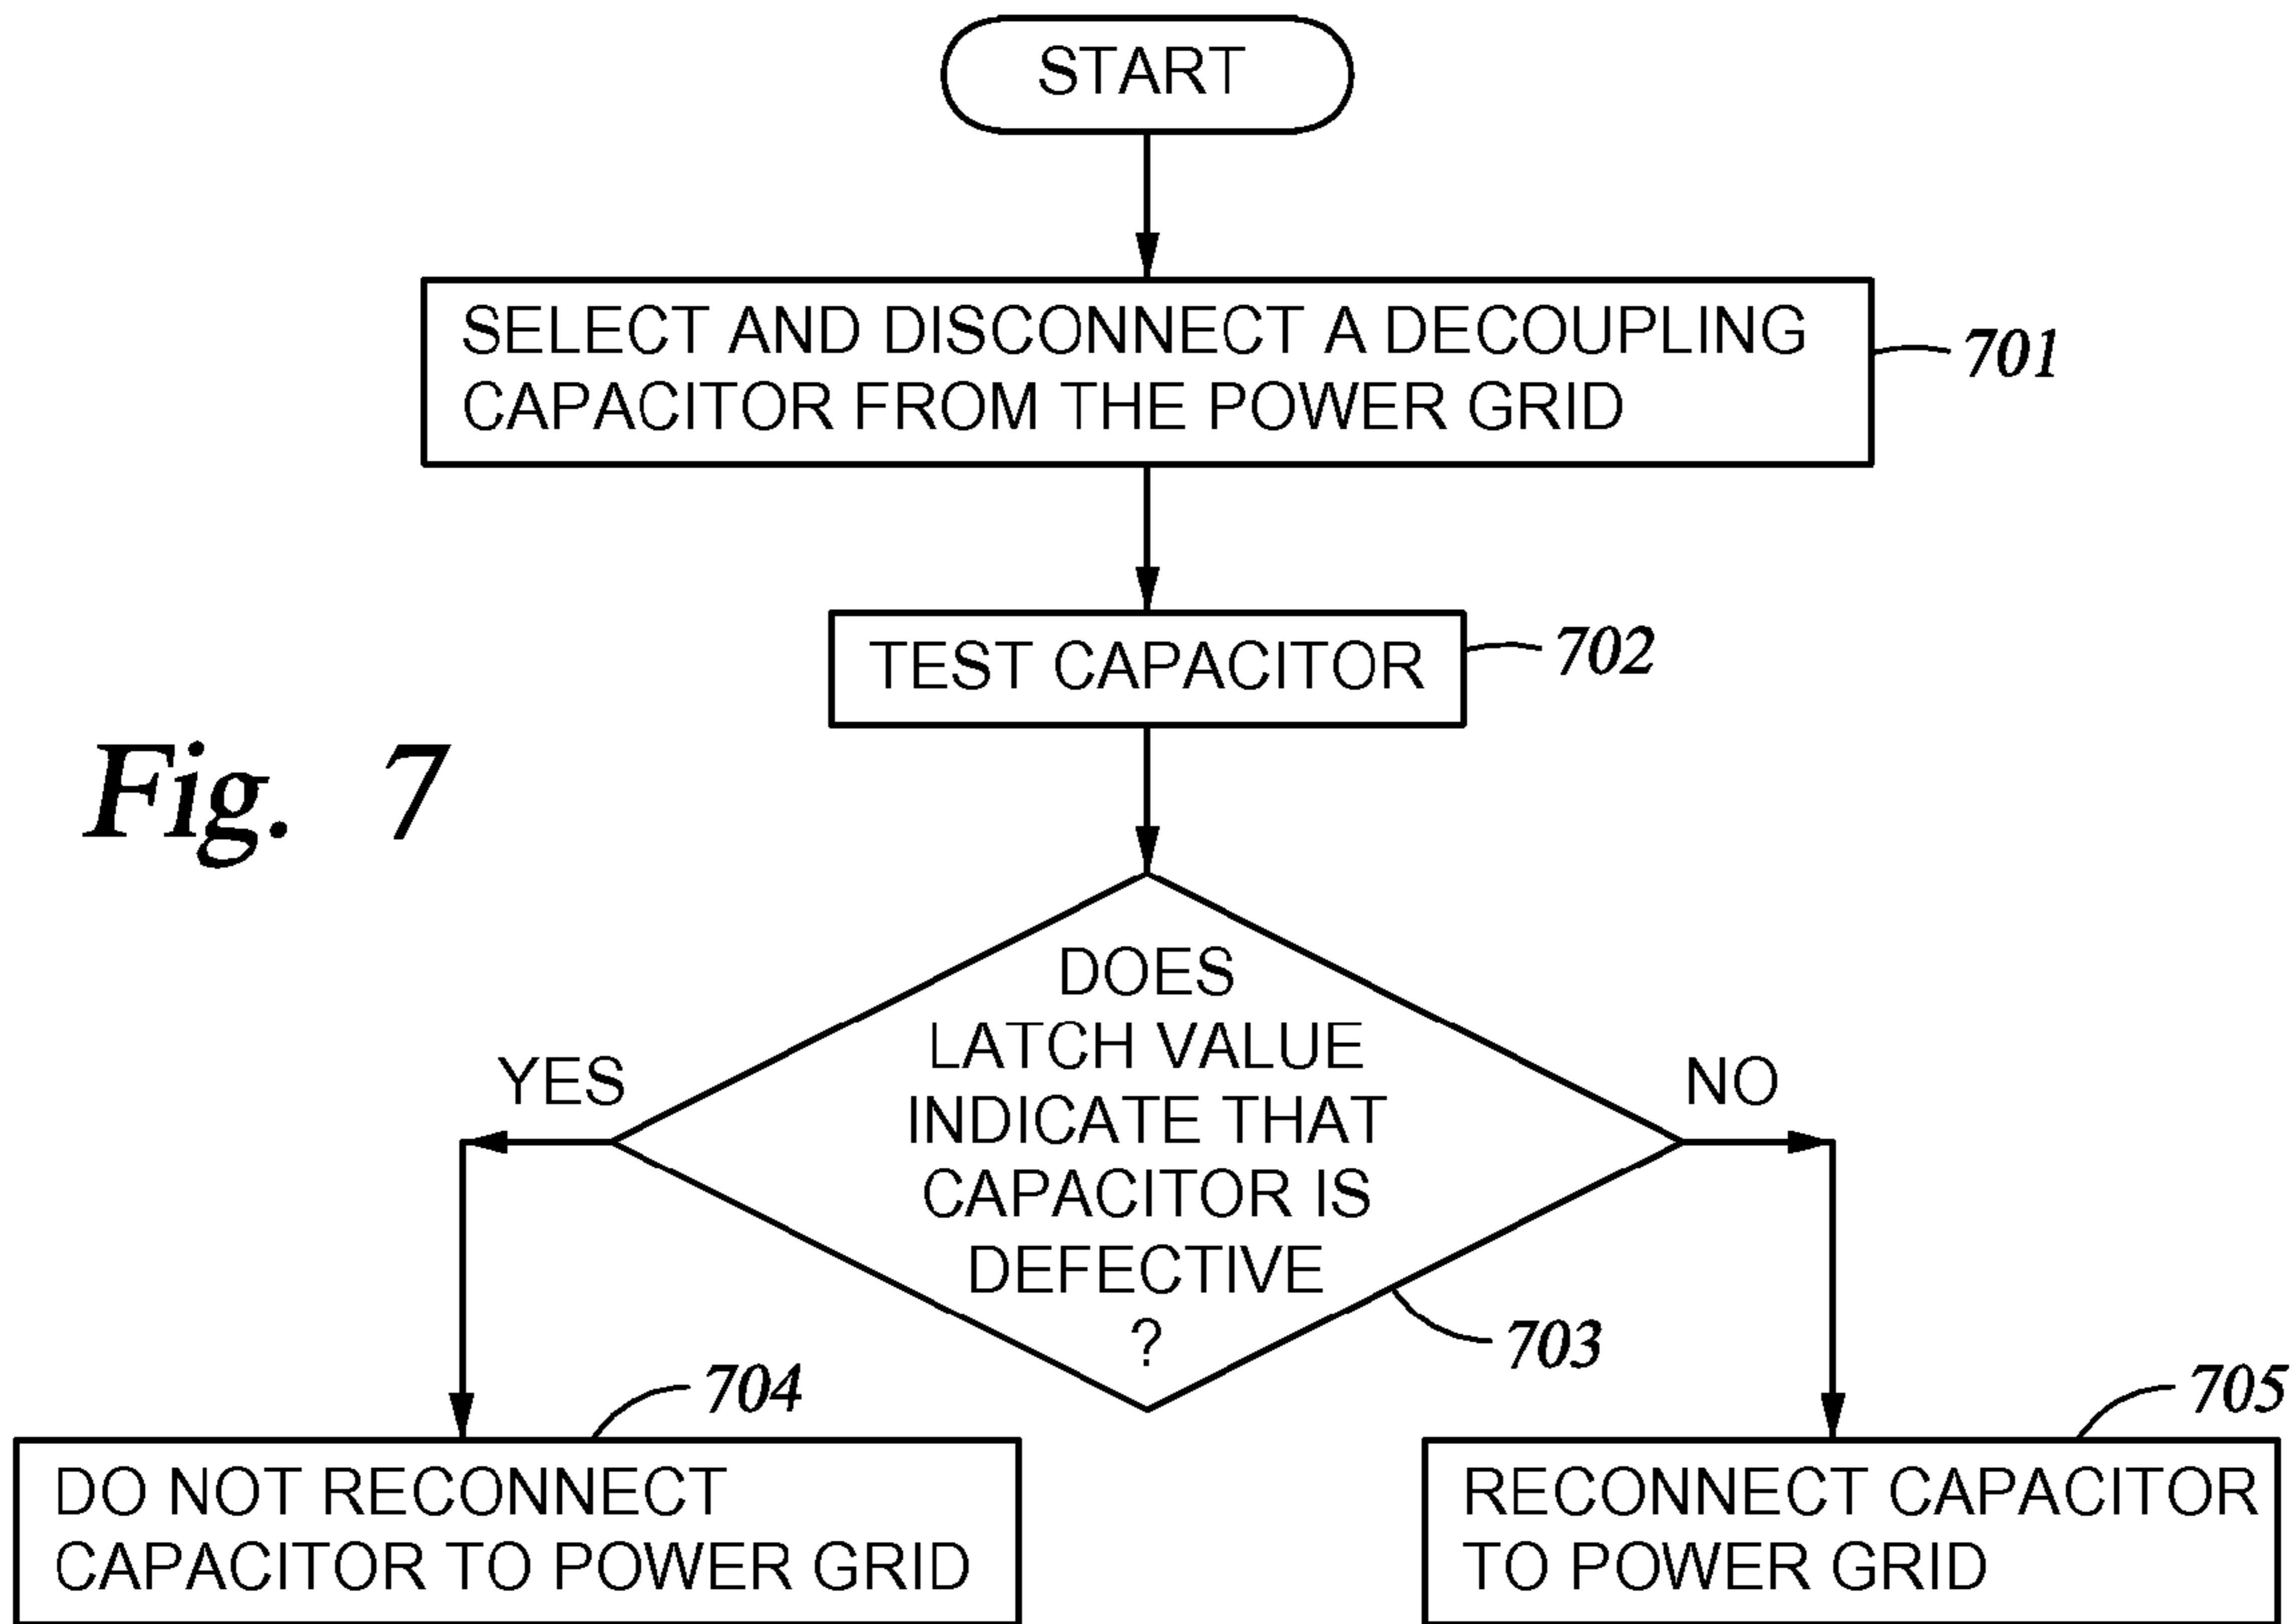 START
SELECT AND DISCONNECT A DECOUPLING
CAPACITOR FROM THE POWER GRID
701
TEST CAPACITOR
702
Fig. 7
DOES
LATCH VALUE
INDICATE THAT
CAPACITOR IS
DEFECTIVE
?
YES
NO
703
704
705
DO NOT RECONNECT
CAPACITOR TO POWER GRID
RECONNECT CAPACITOR
TO POWER GRID